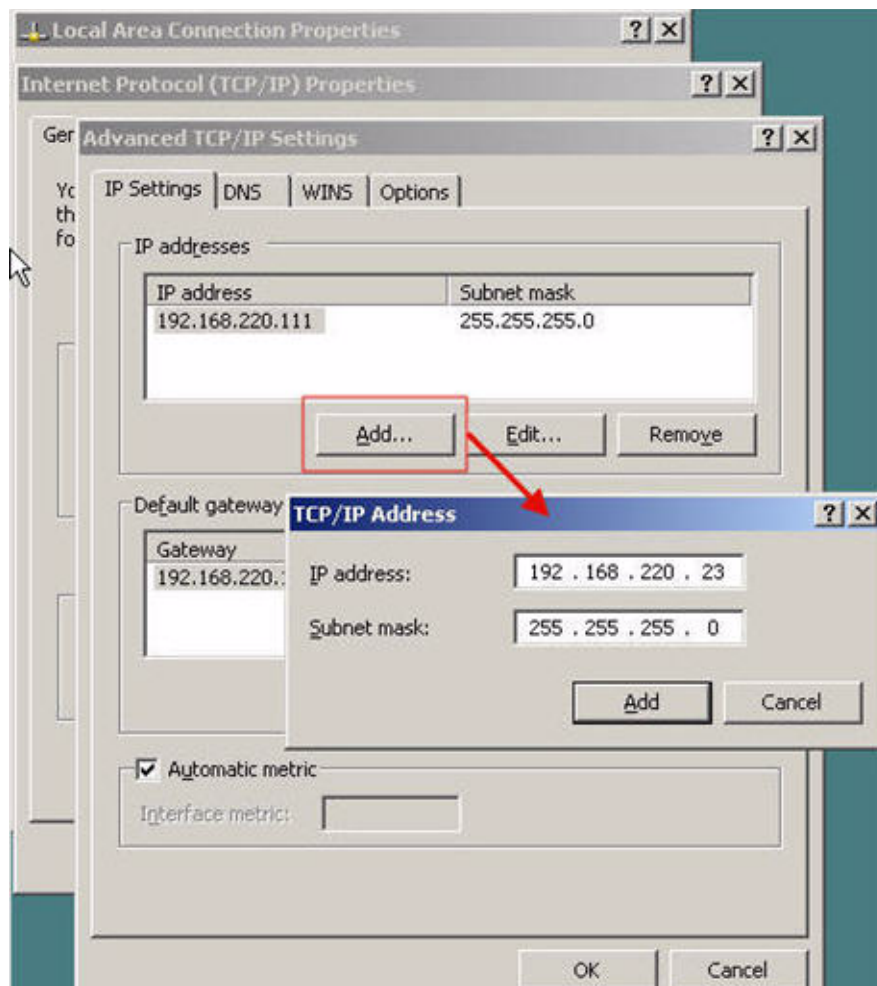 Local Area Connection Properties
Internet Protocol (TCP/IP) Properties
Advanced TCP/IP Settings
IP Settings DNS WINS Options
IP addresses
IP address Subnet mask
192.168.220.111 255.255.255.0
Add... Edit... Remove
Default gateway
TCP/IP Address
Gateway
192.168.220.
IP address: 192 . 168 . 220 . 23
Subnet mask: 255 . 255 . 255 . 0
Add Cancel
Automatic metric
Interface metric:
OK Cancel